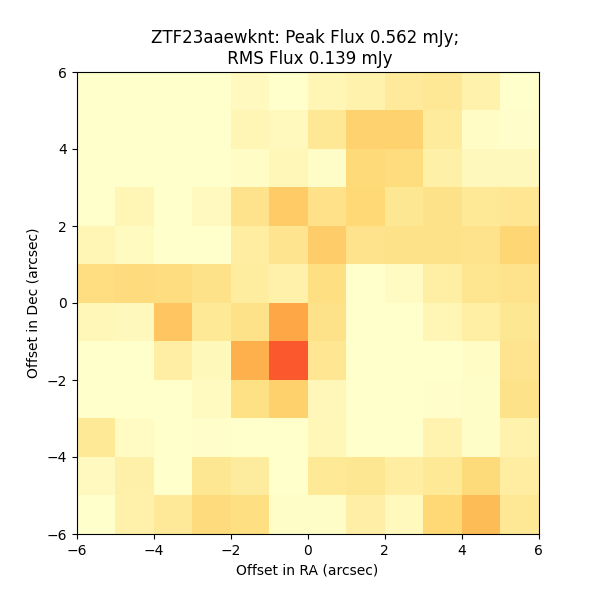 ZTF23aaewknt: Peak Flux 0.562 mJy;
RMS Flux 0.139 mJy
6
4
2
0
−2
−4
−6
Offset in Dec (arcsec)
−6 −4 −2 0 2 4 6
Offset in RA (arcsec)